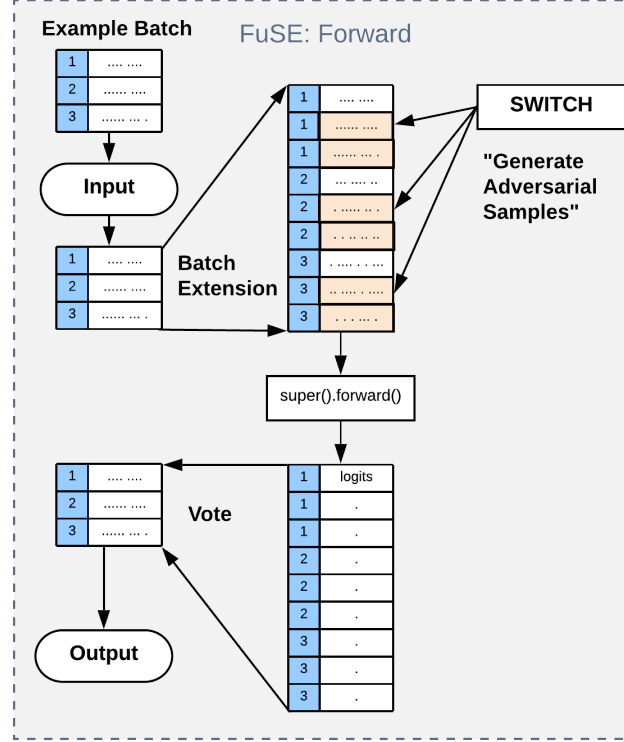 FuSE: Forward
Example Batch
1 .... ....
2 ...... ....
3 ...... ... .
Input
1 .... ....
2 ...... ....
3 ...... ... .
Batch
Extension
1 .... ....
1 ...... ....
1 ...... ... .
2 ... .... ..
2 . ..... .. .
2 . . .. .. ..
3 . .... . . ...
3 .. .... . ....
3 . . . ... .
SWITCH
"Generate
Adversarial
Samples"
super().forward()
1 logits
1 .
1 .
2 .
2 .
2 .
3 .
3 .
3 .
Vote
1 .... ....
2 ...... ....
3 ...... ... .
Output